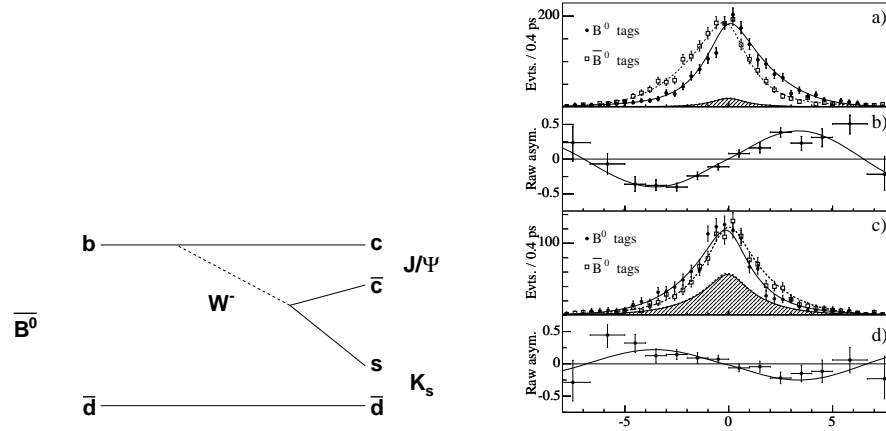 b
c
J/Ψ
c̅
W⁻
B̅⁰
s
K_s
d̅
d̅
a)
200
Evts. / 0.4 ps
B⁰ tags
B̅⁰ tags
b)
Raw asym.
0.5
0
-0.5
c)
Evts. / 0.4 ps
100
B⁰ tags
B̅⁰ tags
d)
Raw asym.
0.5
0
-0.5
-5 0 5